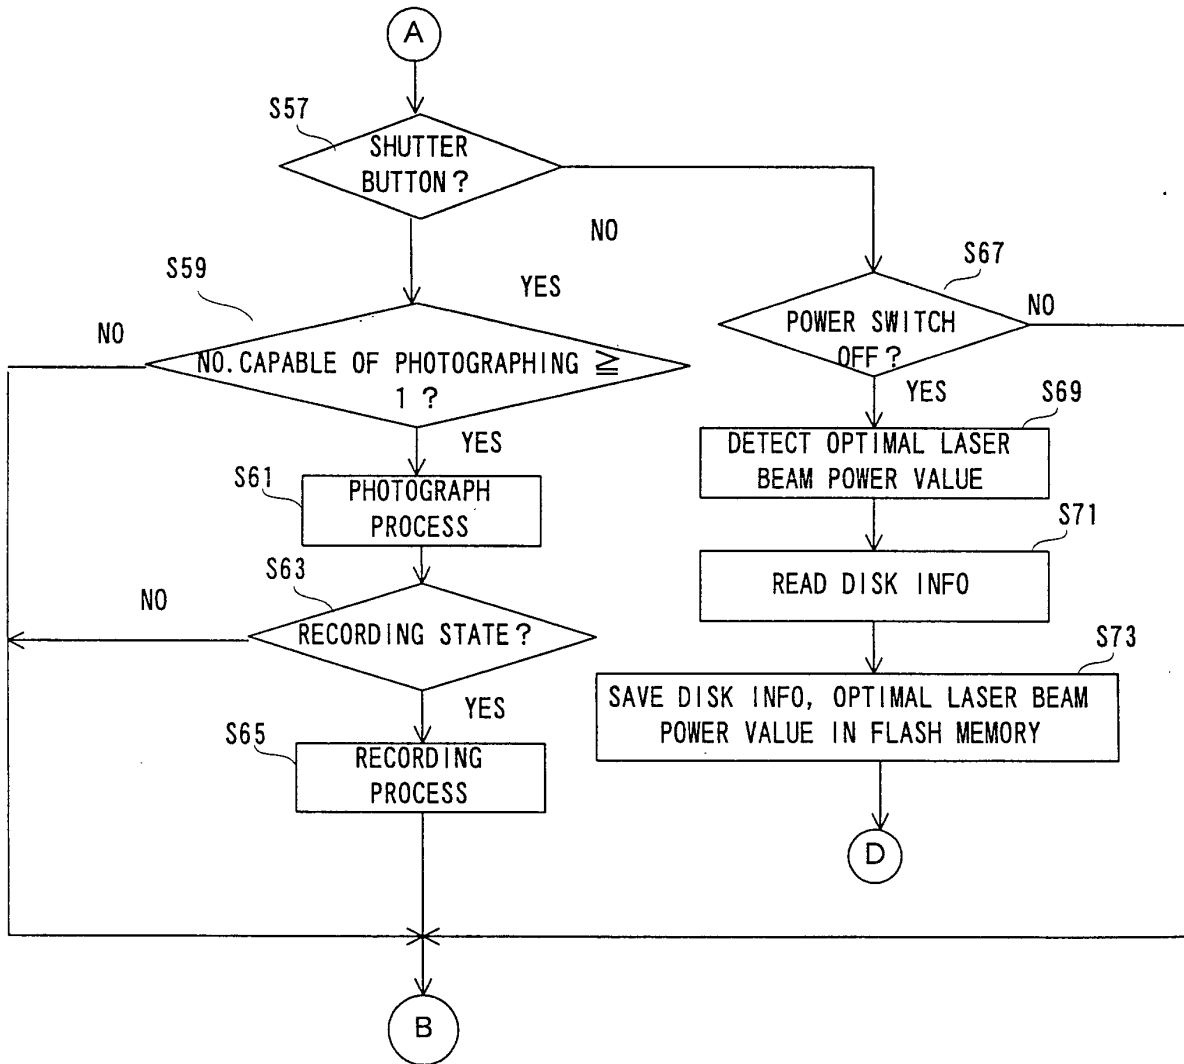 A
S57
SHUTTER
BUTTON?
NO
S67
S59
YES
NO
POWER SWITCH
OFF?
NO
NO.CAPABLE OF PHOTOGRAPHING ≧
1?
YES
S69
YES
DETECT OPTIMAL LASER
BEAM POWER VALUE
S61
PHOTOGRAPH
PROCESS
S71
READ DISK INFO
S63
NO
RECORDING STATE?
S73
SAVE DISK INFO, OPTIMAL LASER BEAM
POWER VALUE IN FLASH MEMORY
YES
S65
RECORDING
PROCESS
D
B